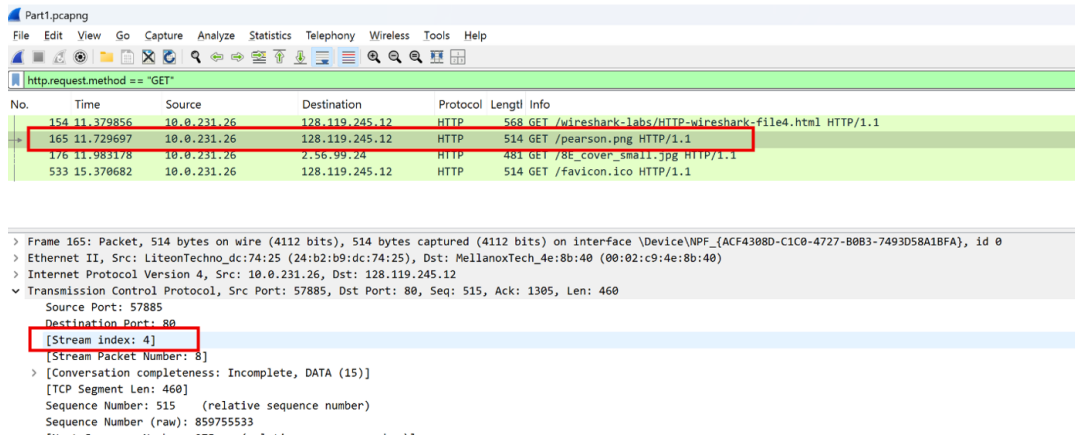 Part1.pcapng
File Edit View Go Capture Analyze Statistics Telephony Wireless Tools Help
http.request.method == "GET"
No. Time Source Destination Protocol Lengtl Info
154 11.379856 10.0.231.26 128.119.245.12 HTTP 568 GET /wireshark-labs/HTTP-wireshark-file4.html HTTP/1.1
165 11.729697 10.0.231.26 128.119.245.12 HTTP 514 GET /pearson.png HTTP/1.1
176 11.983178 10.0.231.26 2.56.99.24 HTTP 481 GET /8E_cover_small.jpg HTTP/1.1
533 15.370682 10.0.231.26 128.119.245.12 HTTP 514 GET /favicon.ico HTTP/1.1
Frame 165: Packet, 514 bytes on wire (4112 bits), 514 bytes captured (4112 bits) on interface \Device\NPF_{ACF4308D-C1C0-4727-B0B3-7493D58A1BFA}, id 0
Ethernet II, Src: LiteonTechno_dc:74:25 (24:b2:b9:dc:74:25), Dst: MellanoxTech_4e:8b:40 (00:02:c9:4e:8b:40)
Internet Protocol Version 4, Src: 10.0.231.26, Dst: 128.119.245.12
Transmission Control Protocol, Src Port: 57885, Dst Port: 80, Seq: 515, Ack: 1305, Len: 460
Source Port: 57885
Destination Port: 80
[Stream index: 4]
[Stream Packet Number: 8]
[Conversation completeness: Incomplete, DATA (15)]
[TCP Segment Len: 460]
Sequence Number: 515 (relative sequence number)
Sequence Number (raw): 859755533